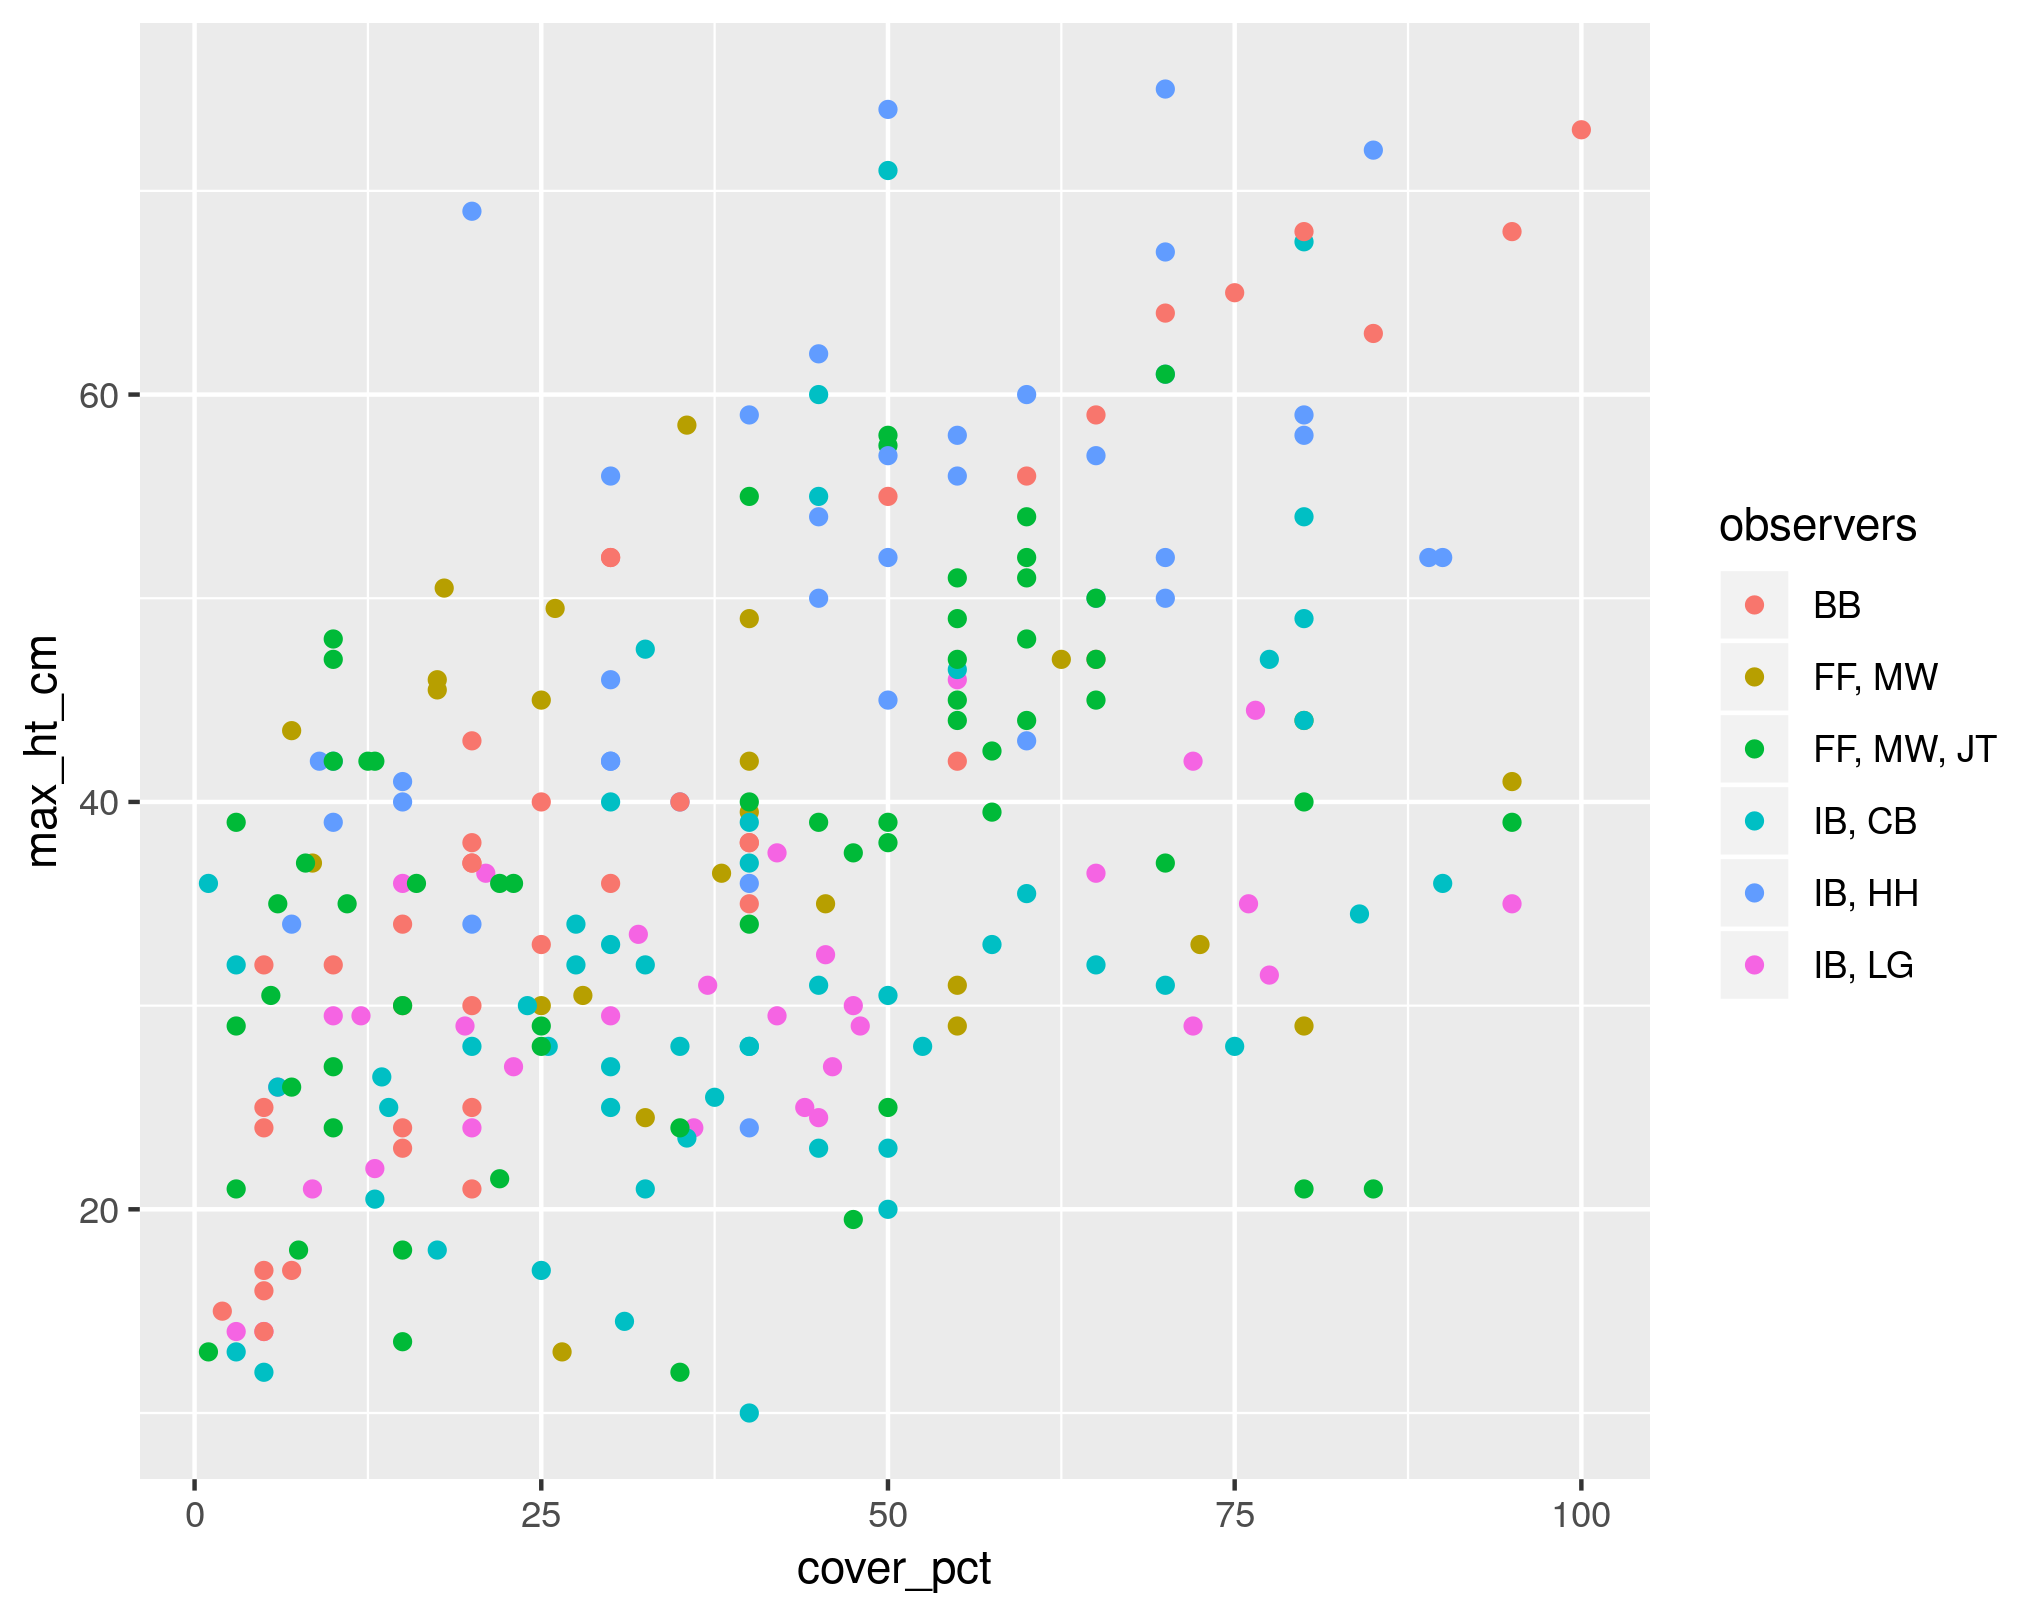 60
40
20
max_ht_cm
0
25
50
75
100
cover_pct
observers
BB
FF, MW
FF, MW, JT
IB, CB
IB, HH
IB, LG